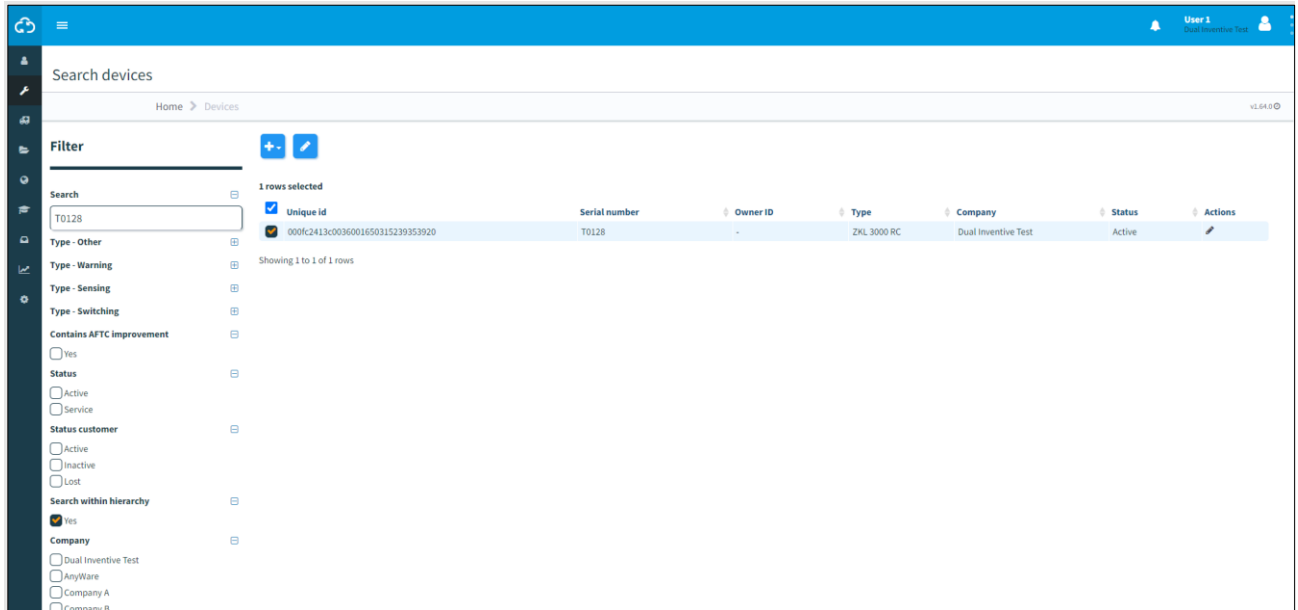 User 1
Dual Inventive Test
Search devices
Home Devices
v1.64.0
Filter
Search
T0128
Type - Other
Type - Warning
Type - Sensing
Type - Switching
Contains AFTC improvement
Yes
Status
Active
Service
Status customer
Active
Inactive
Lost
Search within hierarchy
Yes
Company
Dual Inventive Test
AnyWare
Company A
Company B
1 rows selected
Unique id Serial number Owner ID Type Company Status Actions
000fc2413c0036001650315239353920 T0128 - ZKL 3000 RC Dual Inventive Test Active
Showing 1 to 1 of 1 rows